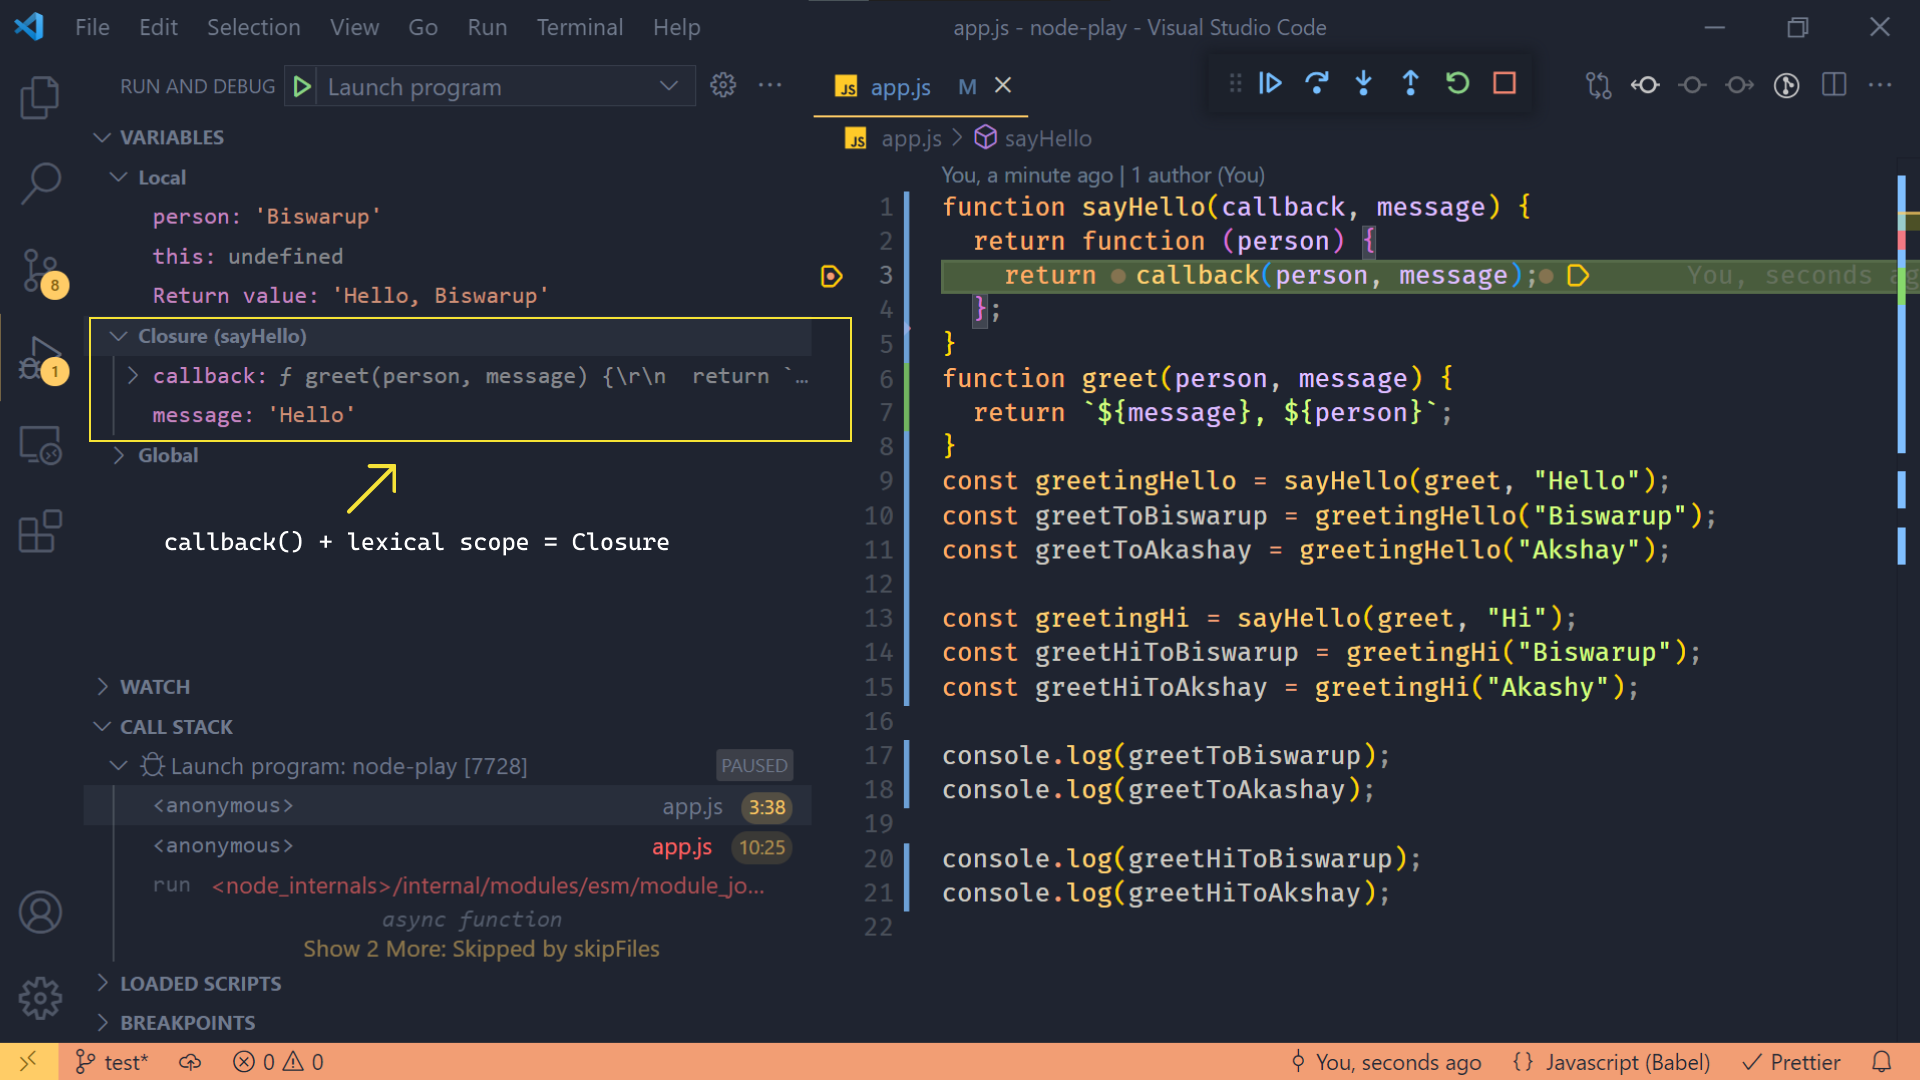 File Edit Selection View Go Run Terminal Help app.js - node-play - Visual Studio Code
RUN AND DEBUG Launch program
VARIABLES
Local
person: 'Biswarup'
this: undefined
Return value: 'Hello, Biswarup'
Closure (sayHello)
callback: ƒ greet(person, message) {\r\n  return `…
message: 'Hello'
Global
callback() + lexical scope = Closure
WATCH
CALL STACK
Launch program: node-play [7728] PAUSED
<anonymous> app.js 3:38
<anonymous> app.js 10:25
run <node_internals>/internal/modules/esm/module_jo...
async function
Show 2 More: Skipped by skipFiles
LOADED SCRIPTS
BREAKPOINTS
8
1
JS app.js M
JS app.js > sayHello
You, a minute ago | 1 author (You)
1 function sayHello(callback, message) {
2   return function (person) {
3     return callback(person, message); You, seconds ag
4   };
5 }
6 function greet(person, message) {
7   return `${message}, ${person}`;
8 }
9 const greetingHello = sayHello(greet, "Hello");
10 const greetToBiswarup = greetingHello("Biswarup");
11 const greetToAkashay = greetingHello("Akshay");
12
13 const greetingHi = sayHello(greet, "Hi");
14 const greetHiToBiswarup = greetingHi("Biswarup");
15 const greetHiToAkshay = greetingHi("Akashy");
16
17 console.log(greetToBiswarup);
18 console.log(greetToAkashay);
19
20 console.log(greetHiToBiswarup);
21 console.log(greetHiToAkshay);
22
test* 0 0 You, seconds ago {} Javascript (Babel) Prettier